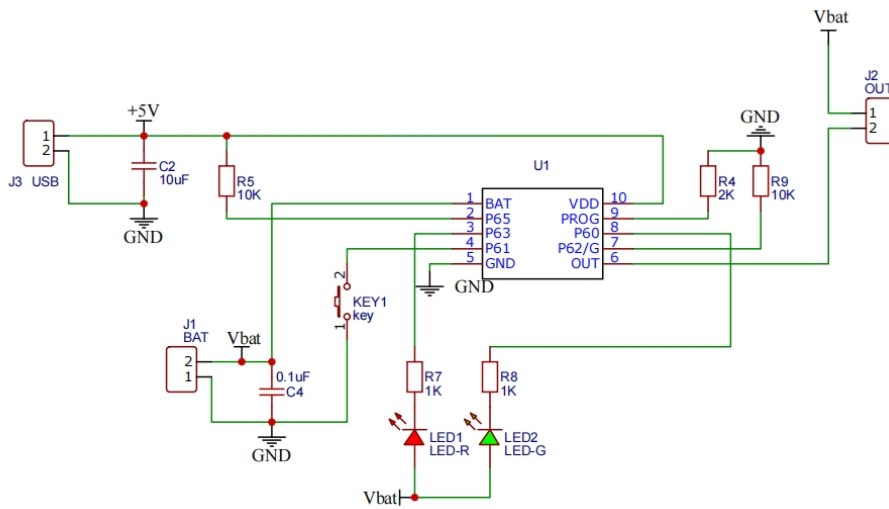 Vbat
J2
OUT
1
2
+5V
1
2
J3 USB
C2
10uF
GND
R5
10K
GND
R4
2K
R9
10K
U1
1 BAT VDD 10
2 P65 PROG 9
3 P63 P60 8
4 P61 P62/G 7
5 GND OUT 6
GND
2
KEY1
key
1
J1
BAT
Vbat
2
1
0.1uF
C4
GND
R7
1K
R8
1K
LED1
LED-R
LED2
LED-G
Vbat